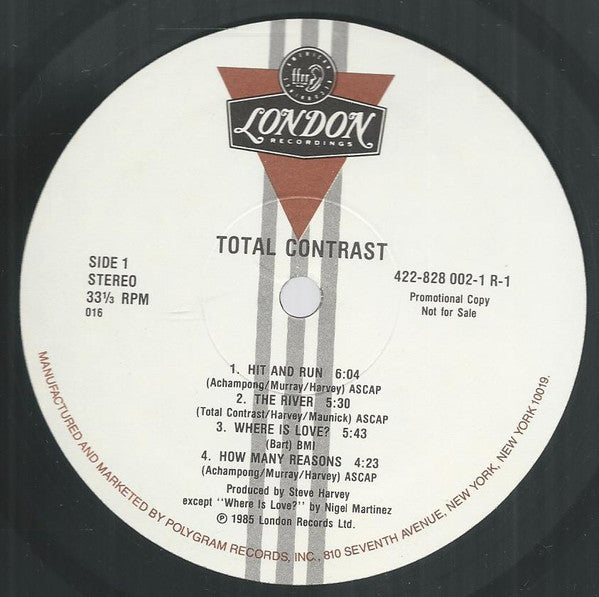 ffrr
LONDON
RECORDINGS
TOTAL CONTRAST
SIDE 1
STEREO
33⅓ RPM
016
422-828 002-1 R-1
Promotional Copy
Not for Sale
1. HIT AND RUN 6:04
(Achampong/Murray/Harvey) ASCAP
2. THE RIVER 5:30
(Total Contrast/Harvey/Maunick) ASCAP
3. WHERE IS LOVE? 5:43
(Bart) BMI
4. HOW MANY REASONS 4:23
(Achampong/Murray/Harvey) ASCAP
Produced by Steve Harvey
except "Where Is Love?" by Nigel Martinez
℗ 1985 London Records Ltd.
MANUFACTURED AND MARKETED BY POLYGRAM RECORDS, INC., 810 SEVENTH AVENUE, NEW YORK, NEW YORK 10019.